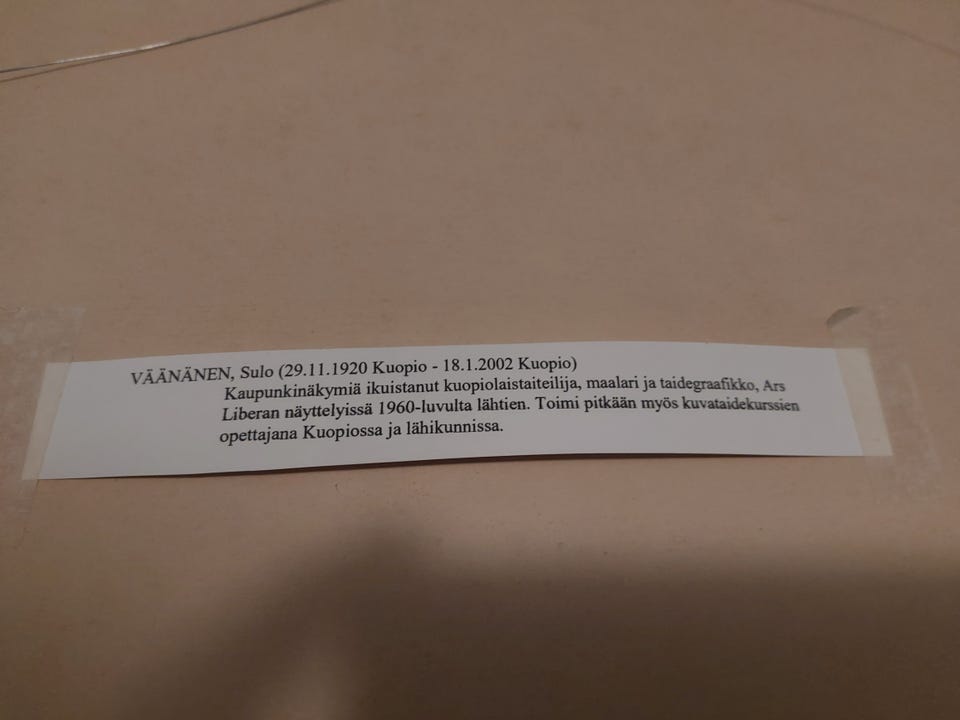 VÄÄNÄNEN, Sulo (29.11.1920 Kuopio - 18.1.2002 Kuopio)
Kaupunkinäkymiä ikuistanut kuopiolaistaiteilija, maalari ja taidegraafikko, Ars
Liberan näyttelyissä 1960-luvulta lähtien. Toimi pitkään myös kuvataidekurssien
opettajana Kuopiossa ja lähikunnissa.